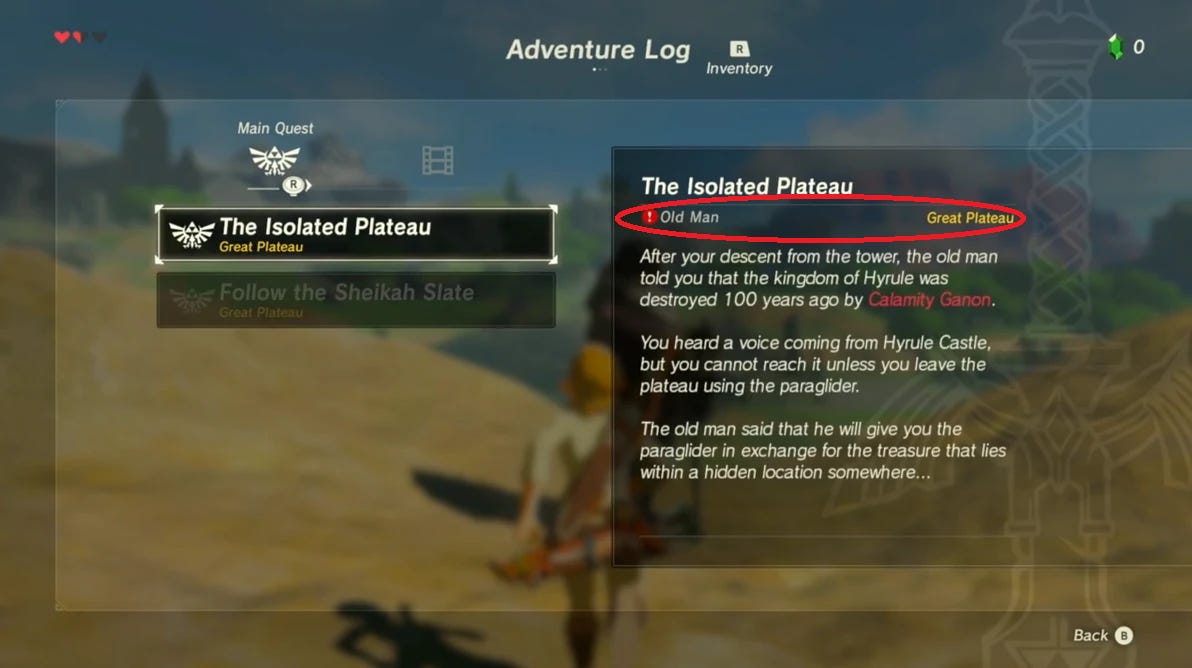 Adventure Log
R
Inventory
0
Main Quest
R
The Isolated Plateau
Great Plateau
Follow the Sheikah Slate
Great Plateau
The Isolated Plateau
! Old Man Great Plateau
After your descent from the tower, the old man
told you that the kingdom of Hyrule was
destroyed 100 years ago by Calamity Ganon.
You heard a voice coming from Hyrule Castle,
but you cannot reach it unless you leave the
plateau using the paraglider.
The old man said that he will give you the
paraglider in exchange for the treasure that lies
within a hidden location somewhere...
Back B